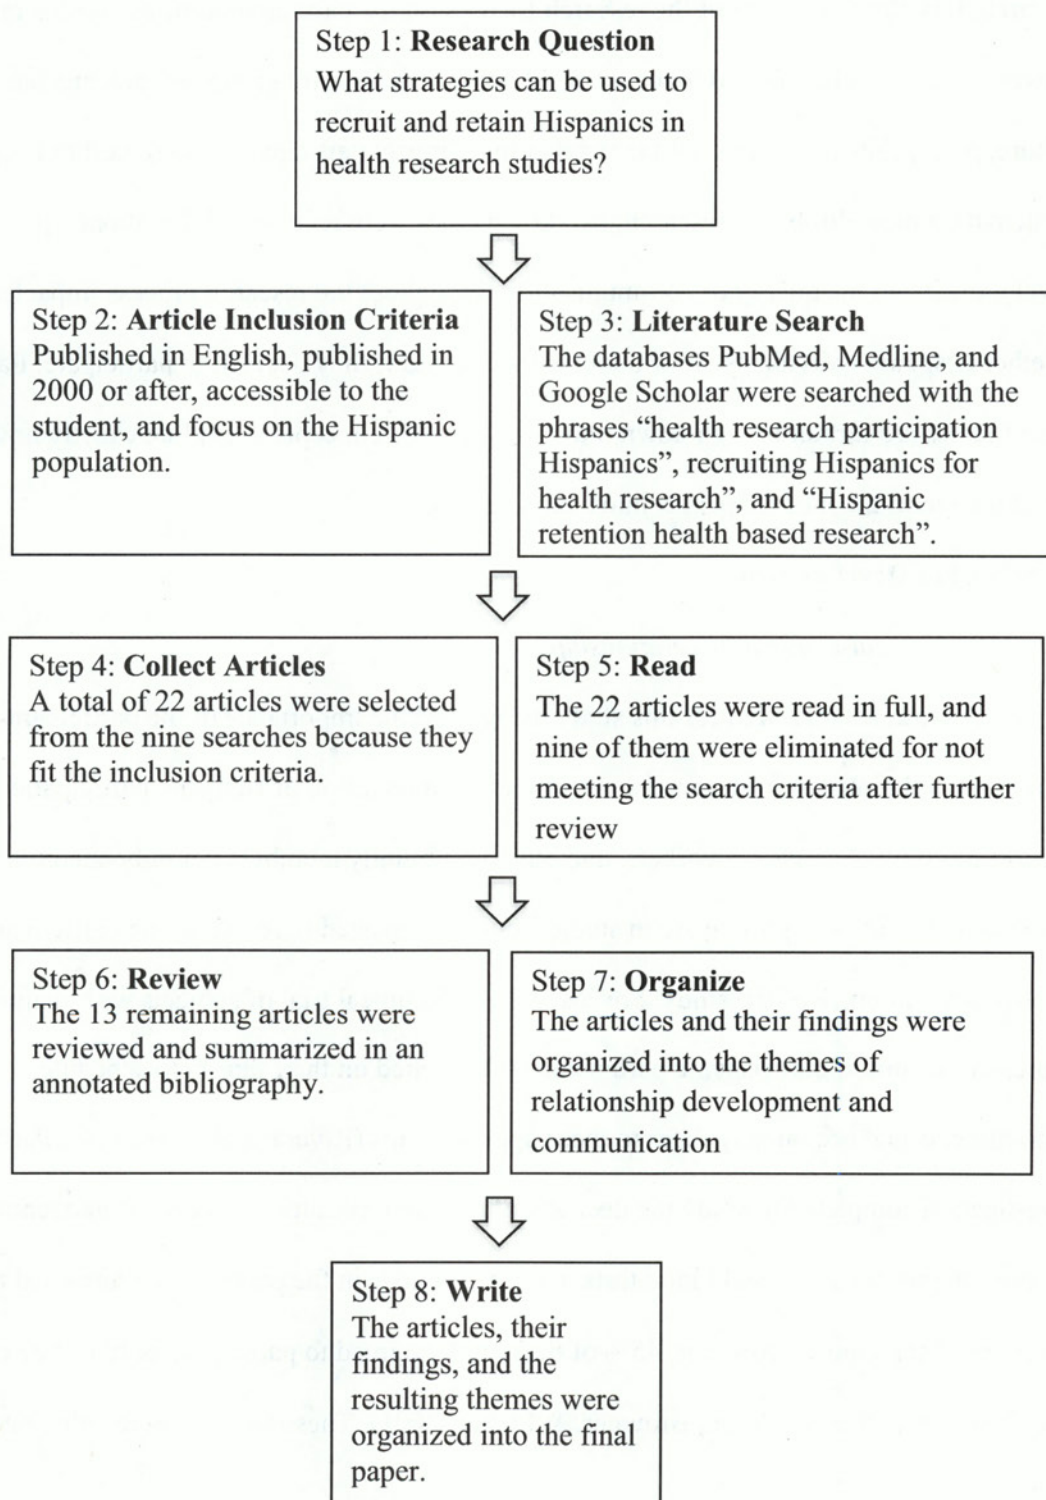 Step 1: Research Question
What strategies can be used to
recruit and retain Hispanics in
health research studies?
Step 2: Article Inclusion Criteria
Published in English, published in
2000 or after, accessible to the
student, and focus on the Hispanic
population.
Step 3: Literature Search
The databases PubMed, Medline, and
Google Scholar were searched with the
phrases “health research participation
Hispanics”, recruiting Hispanics for
health research”, and “Hispanic
retention health based research”.
Step 4: Collect Articles
A total of 22 articles were selected
from the nine searches because they
fit the inclusion criteria.
Step 5: Read
The 22 articles were read in full, and
nine of them were eliminated for not
meeting the search criteria after further
review
Step 6: Review
The 13 remaining articles were
reviewed and summarized in an
annotated bibliography.
Step 7: Organize
The articles and their findings were
organized into the themes of
relationship development and
communication
Step 8: Write
The articles, their
findings, and the
resulting themes were
organized into the final
paper.